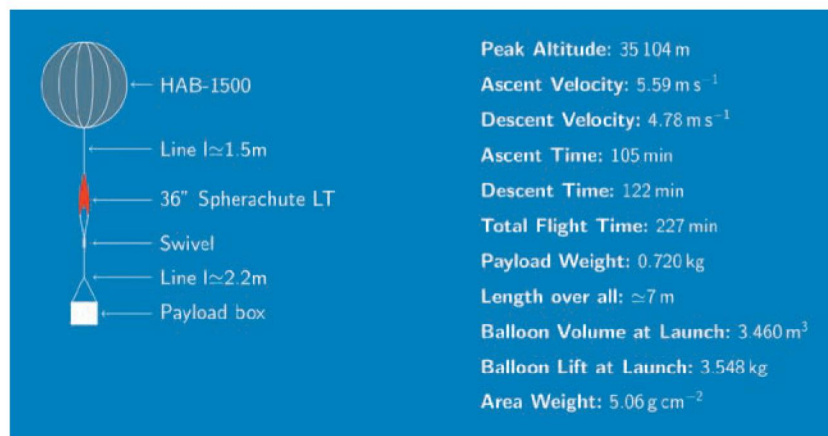 HAB-1500
Line l≃1.5m
36" Spherachute LT
Swivel
Line l≃2.2m
Payload box
Peak Altitude: 35 104 m
Ascent Velocity: 5.59 m s⁻¹
Descent Velocity: 4.78 m s⁻¹
Ascent Time: 105 min
Descent Time: 122 min
Total Flight Time: 227 min
Payload Weight: 0.720 kg
Length over all: ≃7 m
Balloon Volume at Launch: 3.460 m³
Balloon Lift at Launch: 3.548 kg
Area Weight: 5.06 g cm⁻²